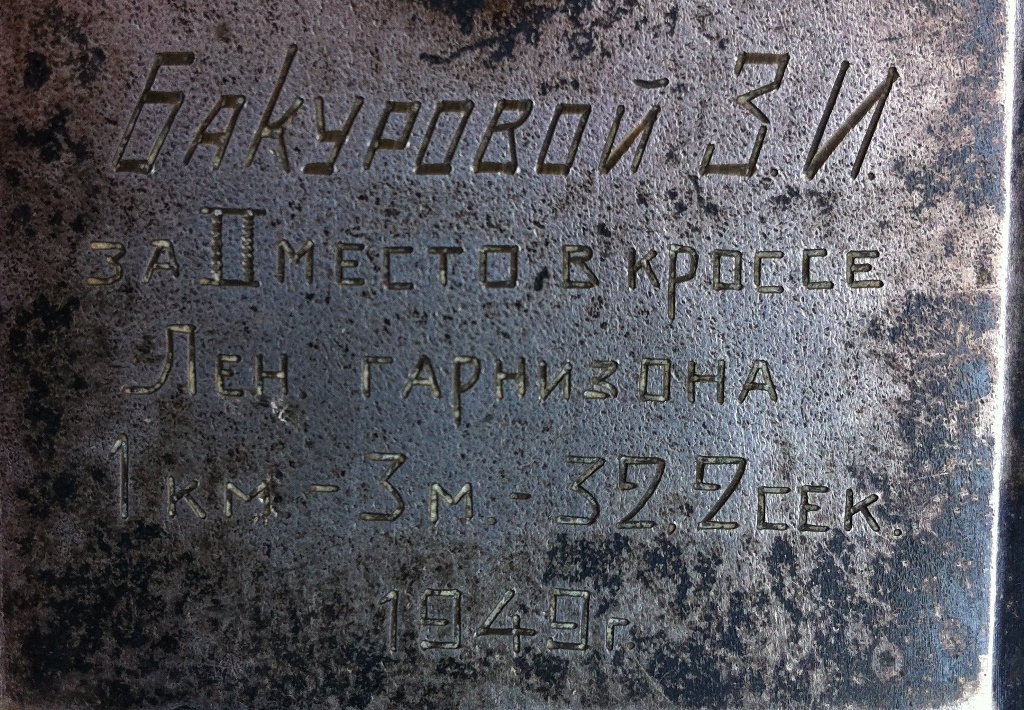 Бакуровой З.И.
за II место в кроссе
Лен. гарнизона
1 км. - 3 м. - 32.2 сек.
1949 г.